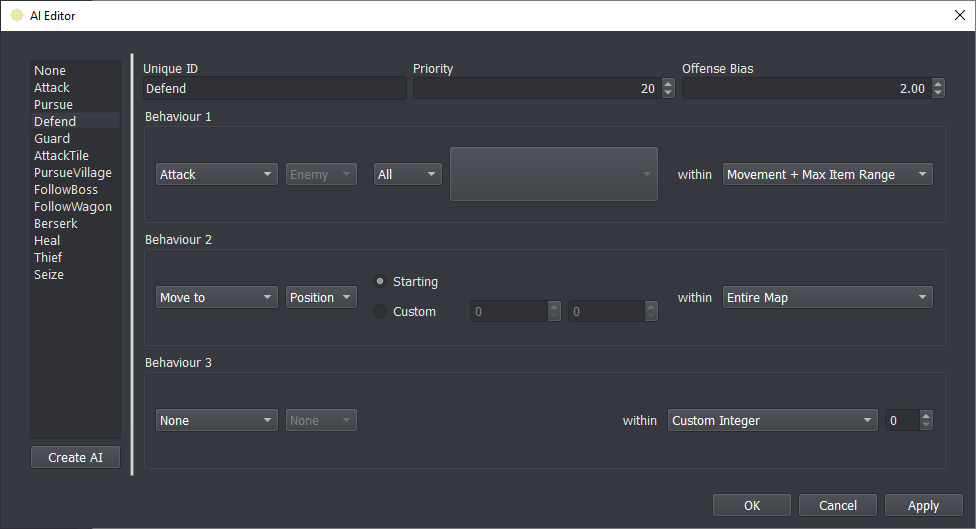 AI Editor
None
Attack
Pursue
Defend
Guard
AttackTile
PursueVillage
FollowBoss
FollowWagon
Berserk
Heal
Thief
Seize
Create AI
Unique ID Priority Offense Bias
Defend 20 2.00
Behaviour 1
Attack Enemy All within Movement + Max Item Range
Behaviour 2
Starting
Move to Position within Entire Map
Custom 0 0
Behaviour 3
None None within Custom Integer 0
OK Cancel Apply